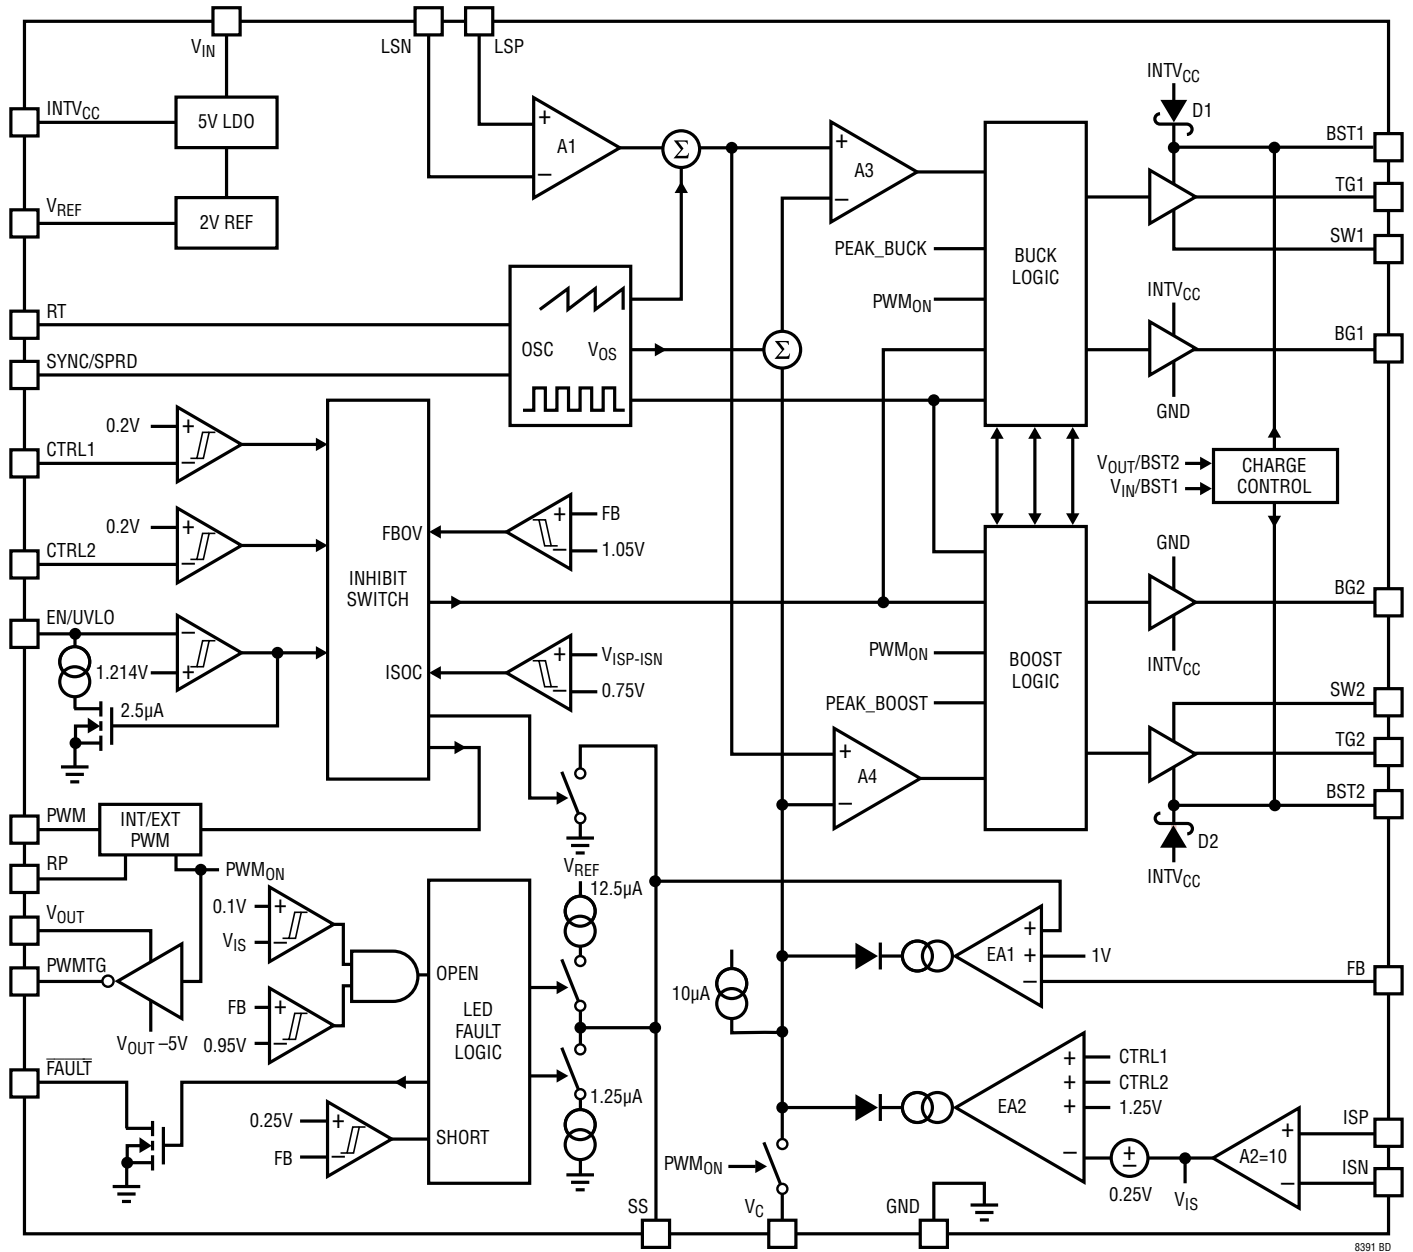 VIN
LSN
LSP
INTVCC
5V LDO
VREF
2V REF
A1
+
−
Σ
A3
+
−
BUCK
LOGIC
PEAK_BUCK
PWMON
INTVCC
D1
BST1
TG1
SW1
INTVCC
BG1
GND
RT
SYNC/SPRD
OSC
VOS
Σ
0.2V
+
−
CTRL1
0.2V
+
−
CTRL2
EN/UVLO
−
1.214V
+
2.5µA
INHIBIT
SWITCH
FBOV
ISOC
+
FB
−
1.05V
+
VISP-ISN
−
0.75V
VOUT/BST2
VIN/BST1
CHARGE
CONTROL
GND
BG2
INTVCC
PWMON
BOOST
LOGIC
PEAK_BOOST
+
A4
−
SW2
TG2
BST2
D2
INTVCC
PWM
INT/EXT
PWM
RP
PWMON
VOUT
PWMTG
VOUT –5V
FAULT
0.1V
+
VIS
−
FB
+
0.95V
−
OPEN
LED
FAULT
LOGIC
SHORT
0.25V
+
FB
−
VREF
12.5µA
1.25µA
10µA
EA1
+
+
−
1V
FB
EA2
+
+
+
−
CTRL1
CTRL2
1.25V
+
−
0.25V
VIS
A2=10
+
−
ISP
ISN
PWMON
SS
VC
GND
8391 BD